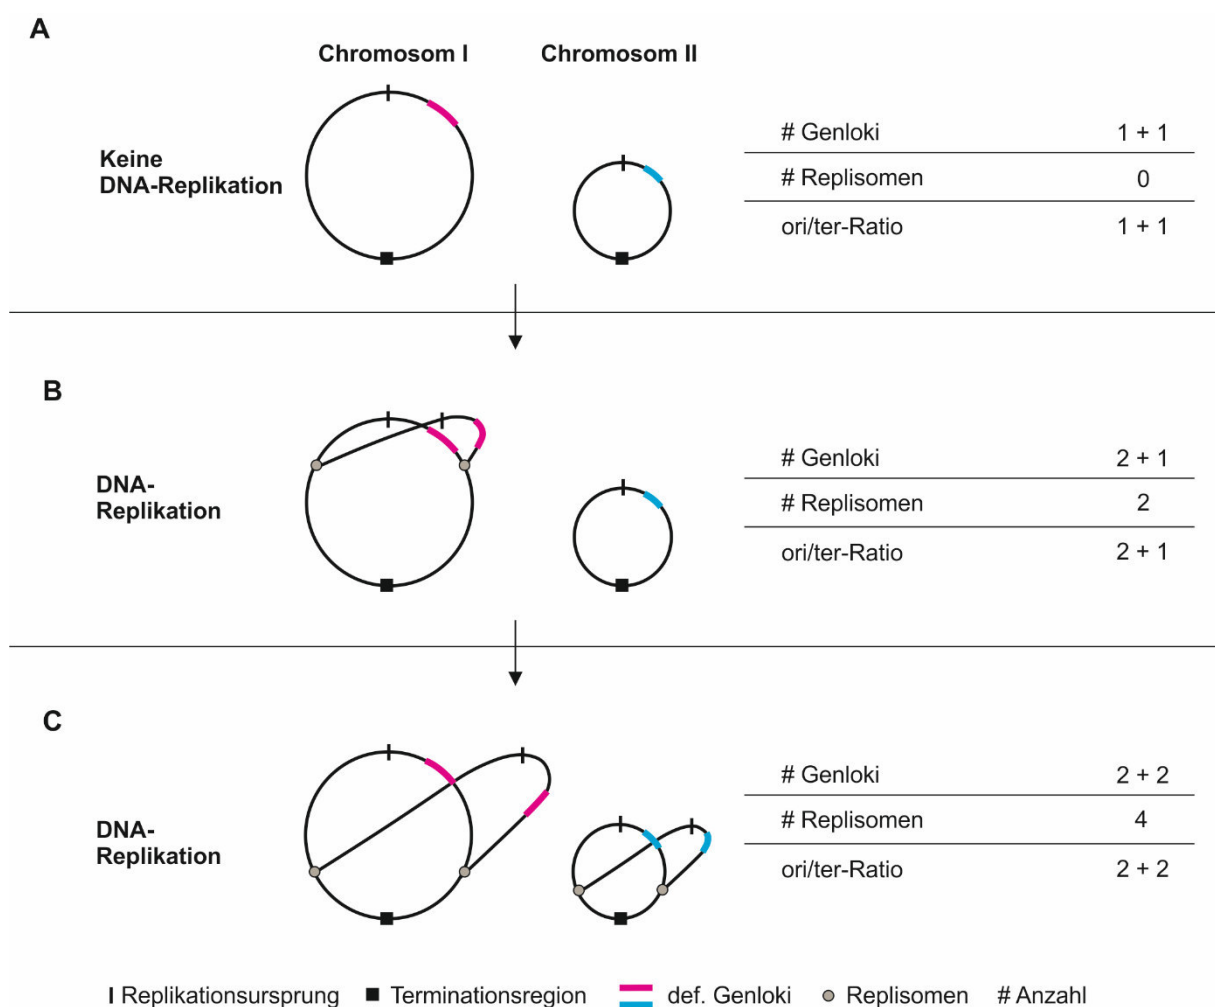 A
Chromosom I
Chromosom II
Keine
DNA-Replikation
# Genloki 1 + 1
# Replisomen 0
ori/ter-Ratio 1 + 1
B
DNA-
Replikation
# Genloki 2 + 1
# Replisomen 2
ori/ter-Ratio 2 + 1
C
DNA-
Replikation
# Genloki 2 + 2
# Replisomen 4
ori/ter-Ratio 2 + 2
Replikationsursprung Terminationsregion def. Genloki Replisomen # Anzahl